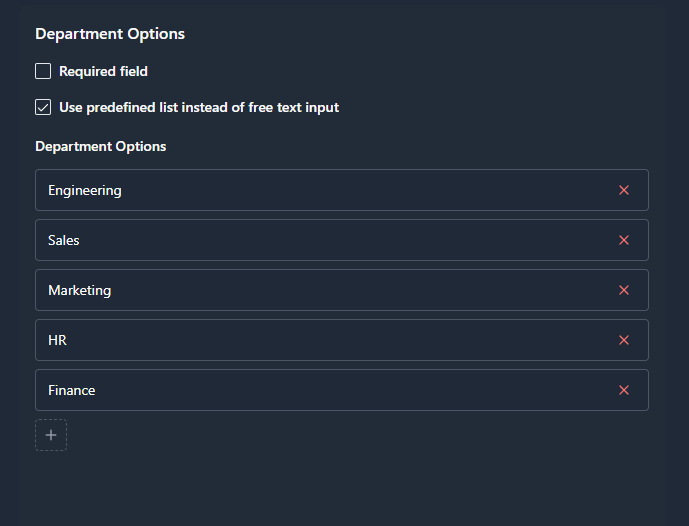 Department Options
Required field
Use predefined list instead of free text input
Department Options
Engineering
Sales
Marketing
HR
Finance